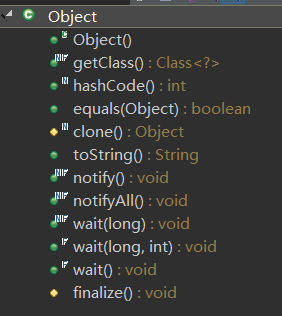 Object
Object()
getClass() : Class<?>
hashCode() : int
equals(Object) : boolean
clone() : Object
toString() : String
notify() : void
notifyAll() : void
wait(long) : void
wait(long, int) : void
wait() : void
finalize() : void